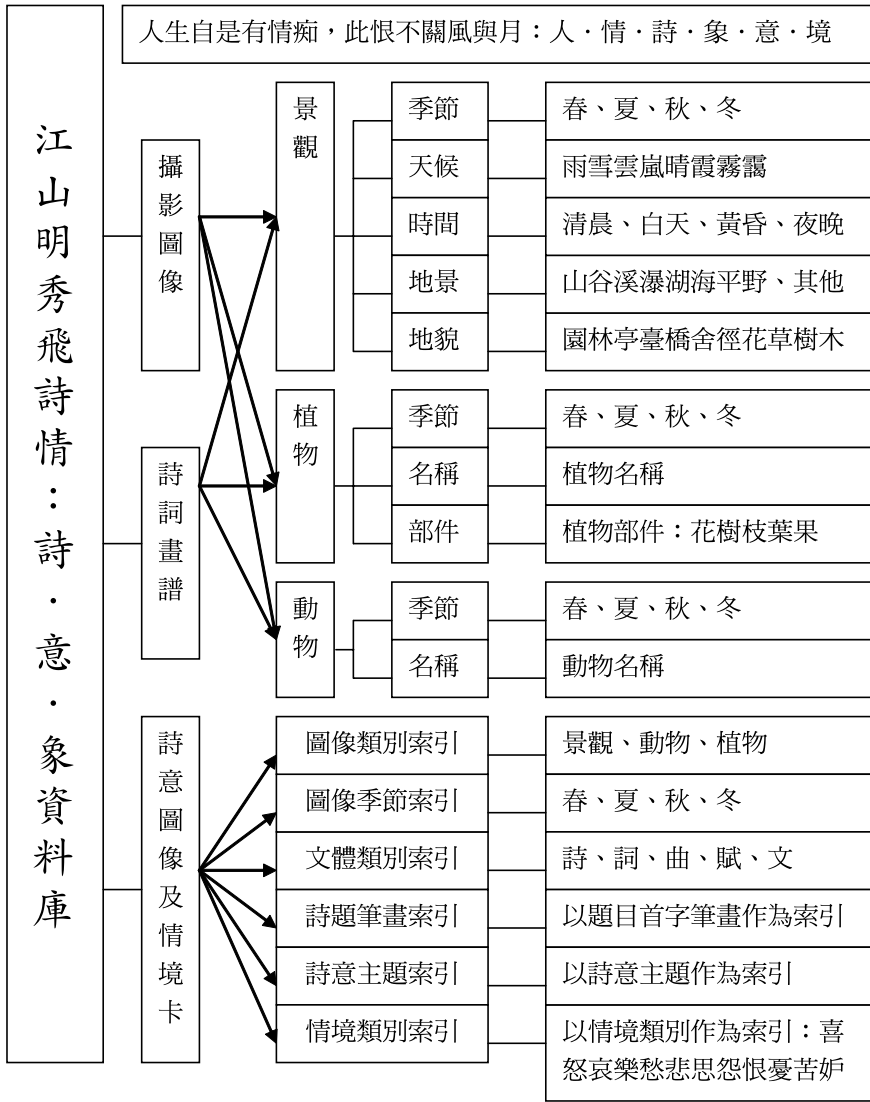 人生自是有情痴，此恨不關風與月：人．情．詩．象．意．境
江山明秀飛詩情：詩．意．象資料庫
攝影圖像
詩詞畫譜
詩意圖像及情境卡
景觀
季節
春、夏、秋、冬
天候
雨雪雲嵐晴霞霧靄
時間
清晨、白天、黃昏、夜晚
地景
山谷溪瀑湖海平野、其他
地貌
園林亭臺橋舍徑花草樹木
植物
季節
春、夏、秋、冬
名稱
植物名稱
部件
植物部件：花樹枝葉果
動物
季節
春、夏、秋、冬
名稱
動物名稱
圖像類別索引
景觀、動物、植物
圖像季節索引
春、夏、秋、冬
文體類別索引
詩、詞、曲、賦、文
詩題筆畫索引
以題目首字筆畫作為索引
詩意主題索引
以詩意主題作為索引
情境類別索引
以情境類別作為索引：喜
怒哀樂愁悲思怨恨憂苦妒